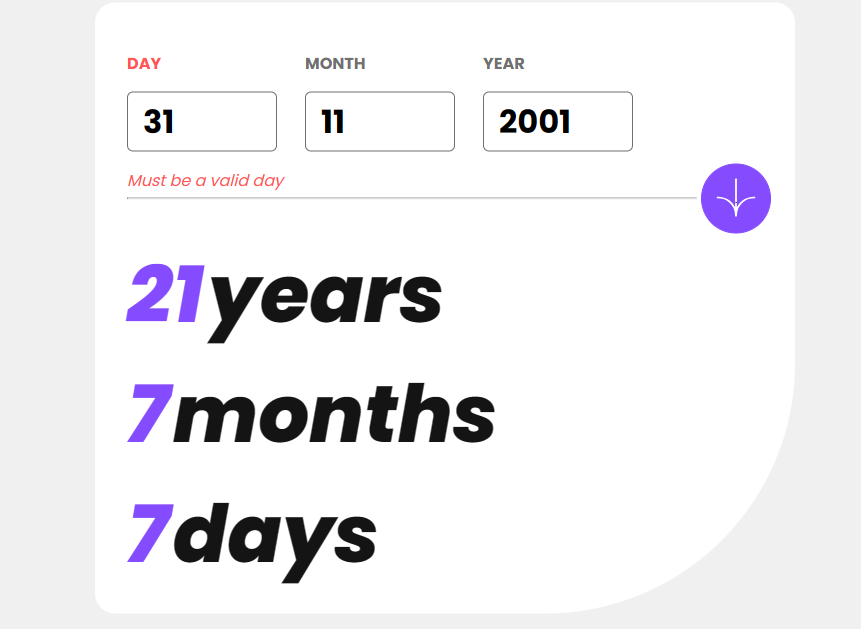 DAY MONTH YEAR
31 11 2001
Must be a valid day
21years
7months
7days